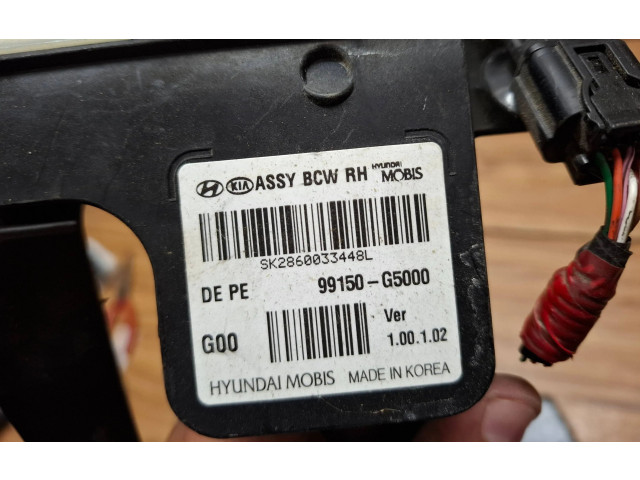 KIA ASSY BCW RH HYUNDAI MOBIS
SK2860033448L
DE PE 99150-G5000
G00 Ver 1.00.1.02
HYUNDAI MOBIS MADE IN KOREA